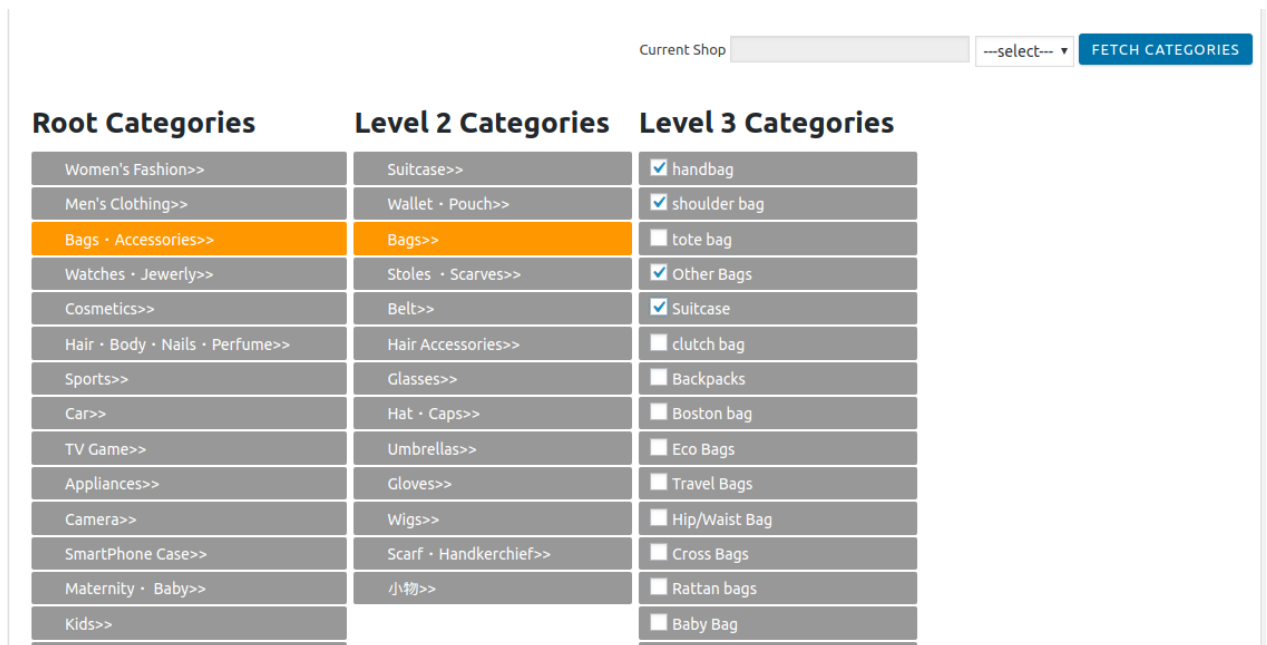 Current Shop ---select--- FETCH CATEGORIES
Root Categories
Women's Fashion>>
Men's Clothing>>
Bags・Accessories>>
Watches・Jewerly>>
Cosmetics>>
Hair・Body・Nails・Perfume>>
Sports>>
Car>>
TV Game>>
Appliances>>
Camera>>
SmartPhone Case>>
Maternity・ Baby>>
Kids>>
Level 2 Categories
Suitcase>>
Wallet・Pouch>>
Bags>>
Stoles ・Scarves>>
Belt>>
Hair Accessories>>
Glasses>>
Hat・Caps>>
Umbrellas>>
Gloves>>
Wigs>>
Scarf・Handkerchief>>
小物>>
Level 3 Categories
handbag
shoulder bag
tote bag
Other Bags
Suitcase
clutch bag
Backpacks
Boston bag
Eco Bags
Travel Bags
Hip/Waist Bag
Cross Bags
Rattan bags
Baby Bag